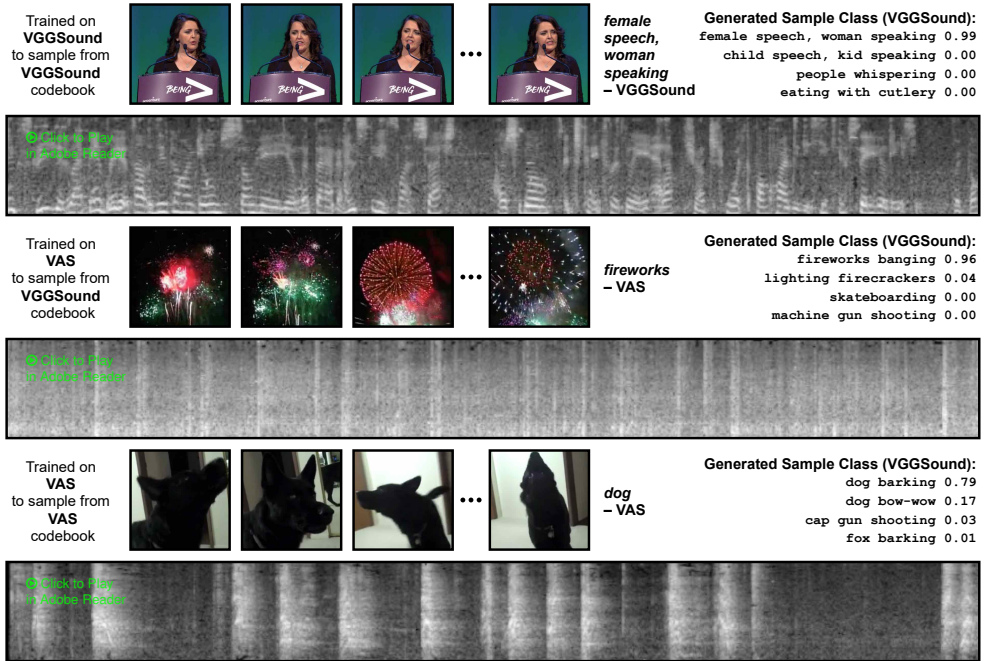 Trained on
VGGSound
to sample from
VGGSound
codebook
BEING
BEING
BEING
BEING
•••
female
speech,
woman
speaking
– VGGSound
Generated Sample Class (VGGSound):
female speech, woman speaking 0.99
child speech, kid speaking 0.00
people whispering 0.00
eating with cutlery 0.00
Click to Play
in Adobe Reader
Trained on
VAS
to sample from
VGGSound
codebook
•••
fireworks
– VAS
Generated Sample Class (VGGSound):
fireworks banging 0.96
lighting firecrackers 0.04
skateboarding 0.00
machine gun shooting 0.00
Click to Play
in Adobe Reader
Trained on
VAS
to sample from
VAS
codebook
•••
dog
– VAS
Generated Sample Class (VGGSound):
dog barking 0.79
dog bow-wow 0.17
cap gun shooting 0.03
fox barking 0.01
Click to Play
in Adobe Reader